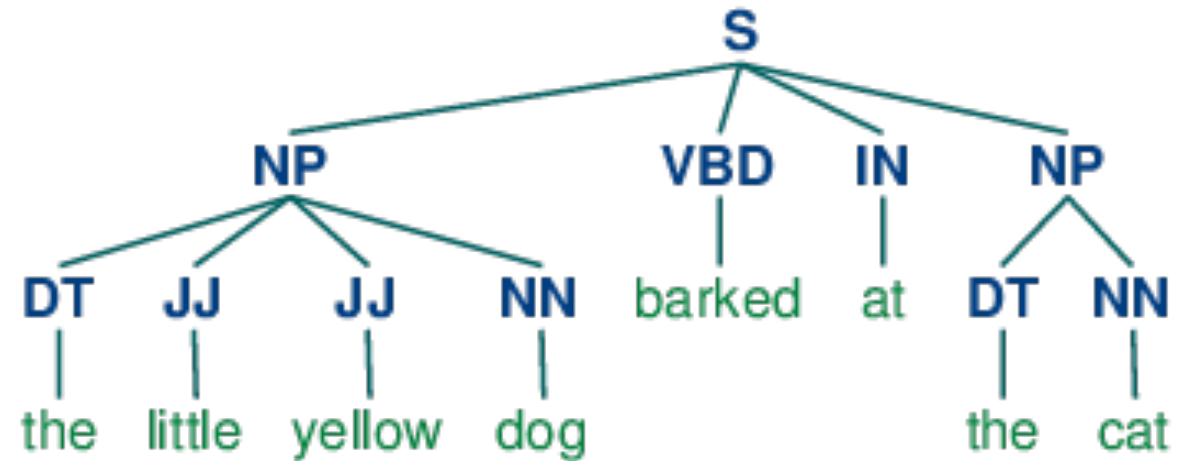 S
NP VBD IN NP
DT JJ JJ NN barked at DT NN
the little yellow dog the cat